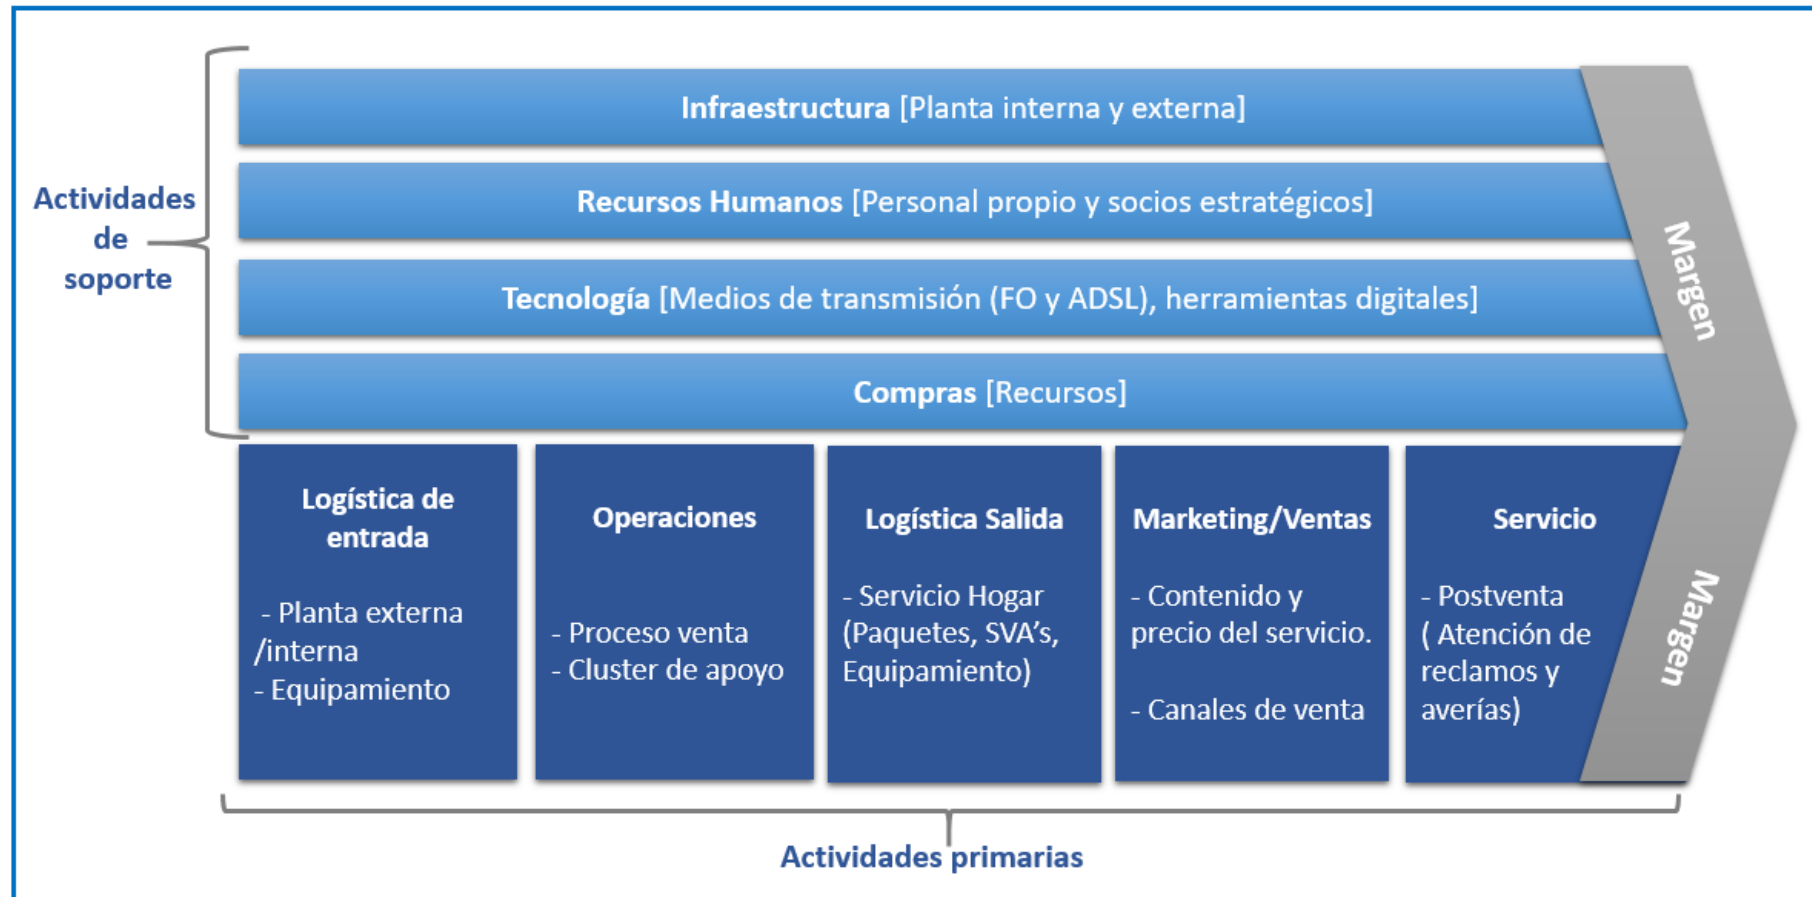 Actividades
de
soporte
Infraestructura [Planta interna y externa]
Recursos Humanos [Personal propio y socios estratégicos]
Tecnología [Medios de transmisión (FO y ADSL), herramientas digitales]
Compras [Recursos]
Margen
Logística de
entrada
- Planta externa
/interna
- Equipamiento
Operaciones
- Proceso venta
- Cluster de apoyo
Logística Salida
- Servicio Hogar
(Paquetes, SVA's,
Equipamiento)
Marketing/Ventas
- Contenido y
precio del servicio.
- Canales de venta
Servicio
- Postventa
( Atención de
reclamos y
averías)
Margen
Actividades primarias